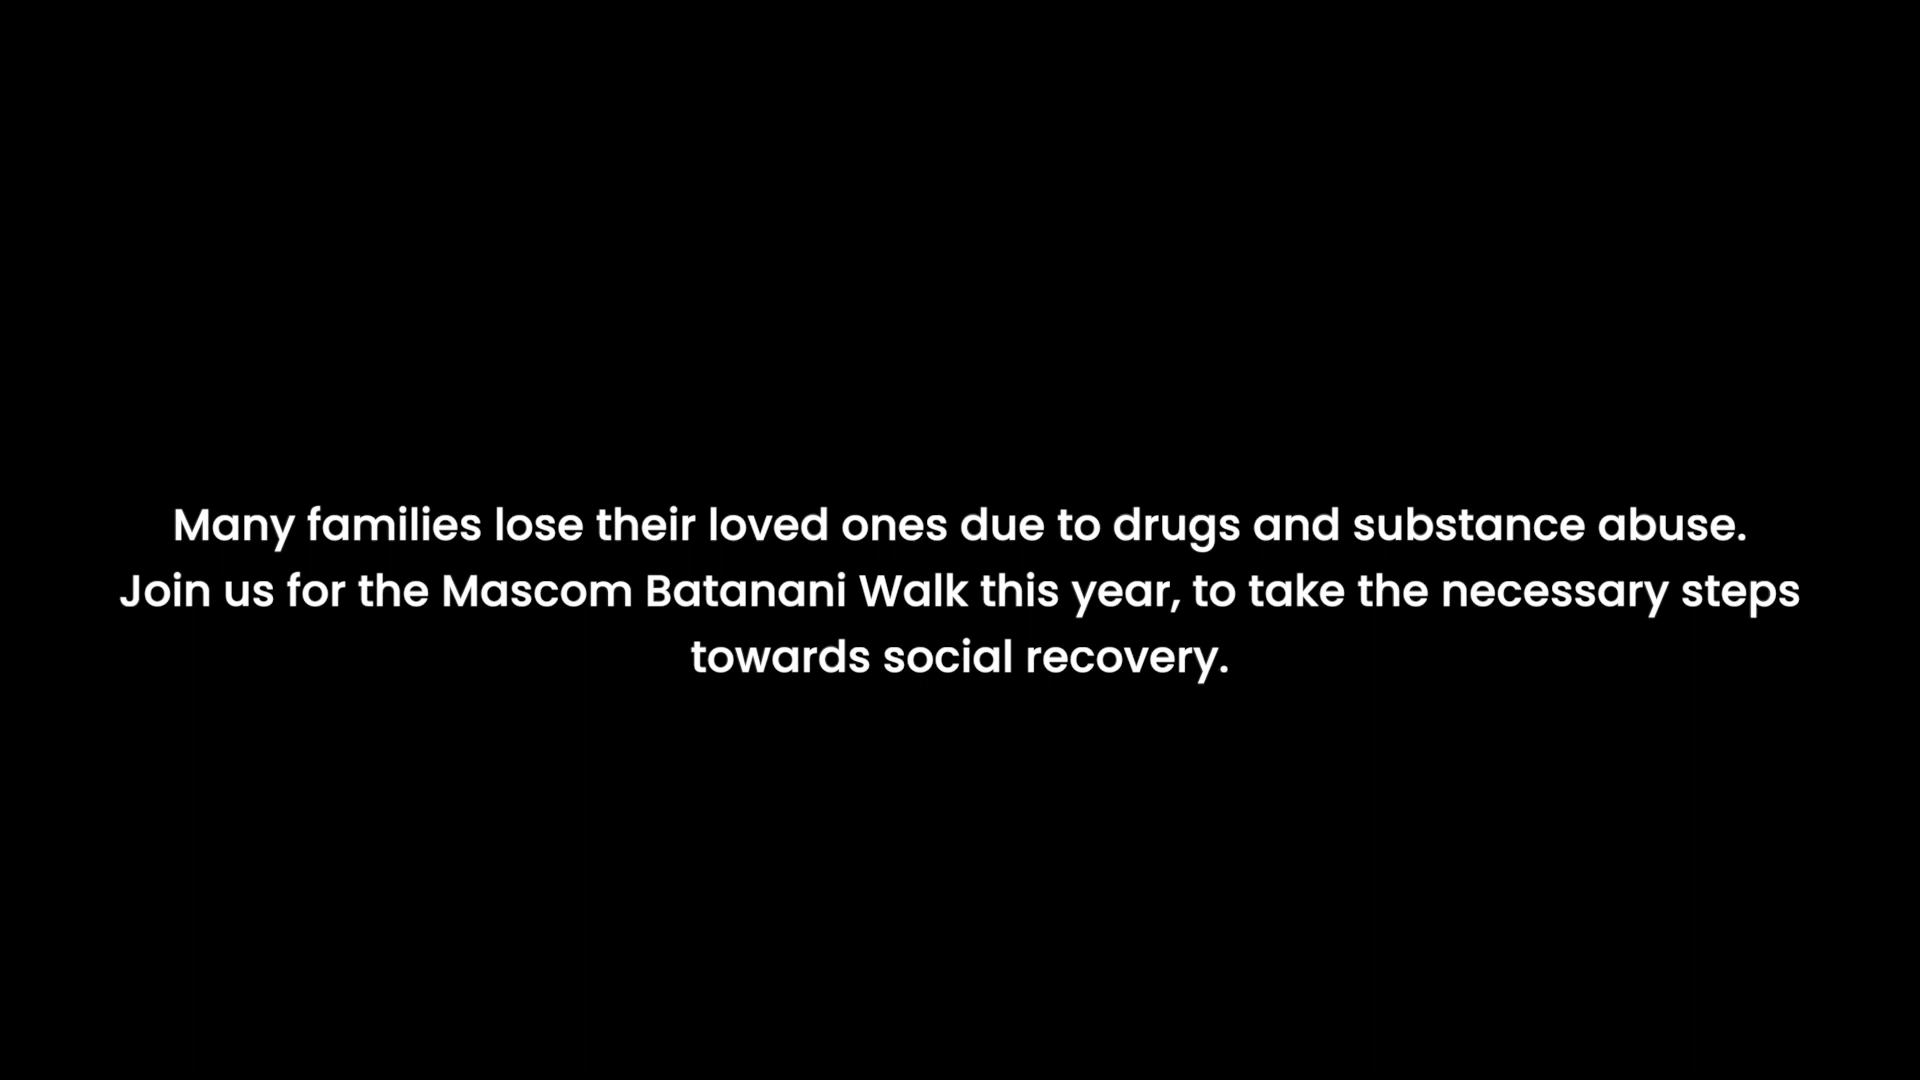 Many families lose their loved ones due to drugs and substance abuse.
Join us for the Mascom Batanani Walk this year, to take the necessary steps
towards social recovery.